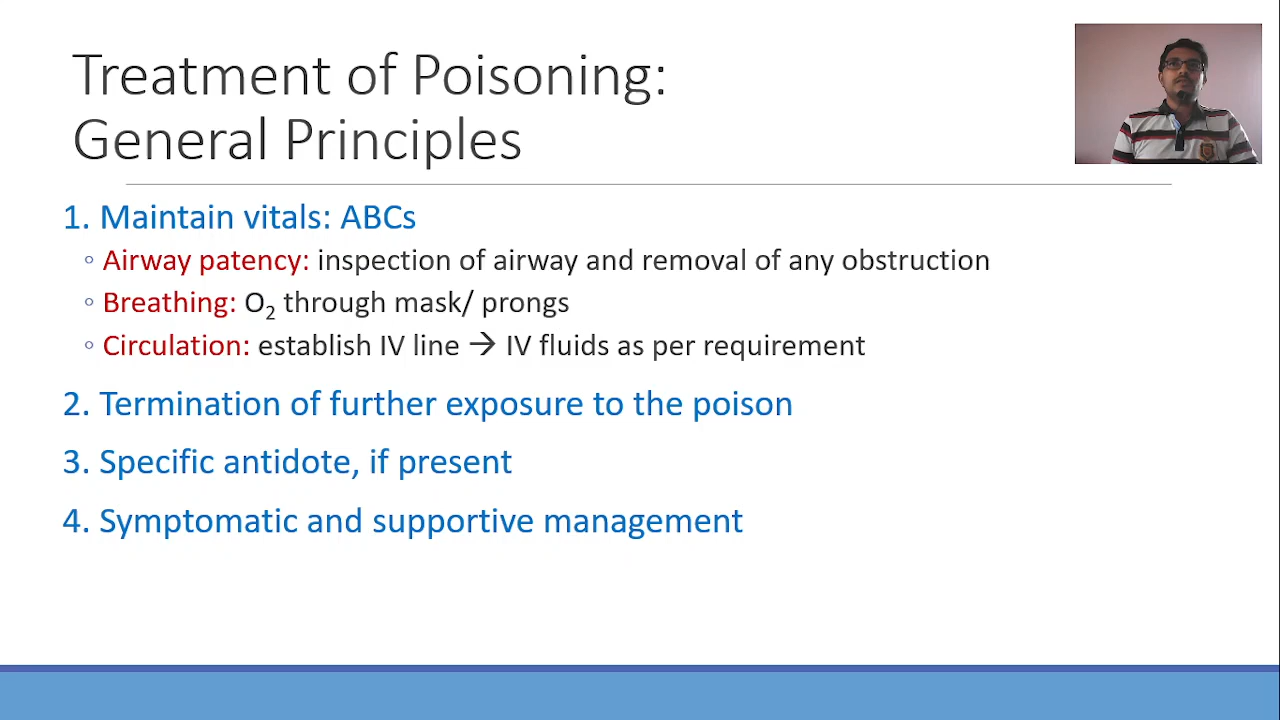 Treatment of Poisoning:
General Principles
1. Maintain vitals: ABCs
◦ Airway patency: inspection of airway and removal of any obstruction
◦ Breathing: O₂ through mask/ prongs
◦ Circulation: establish IV line → IV fluids as per requirement
2. Termination of further exposure to the poison
3. Specific antidote, if present
4. Symptomatic and supportive management